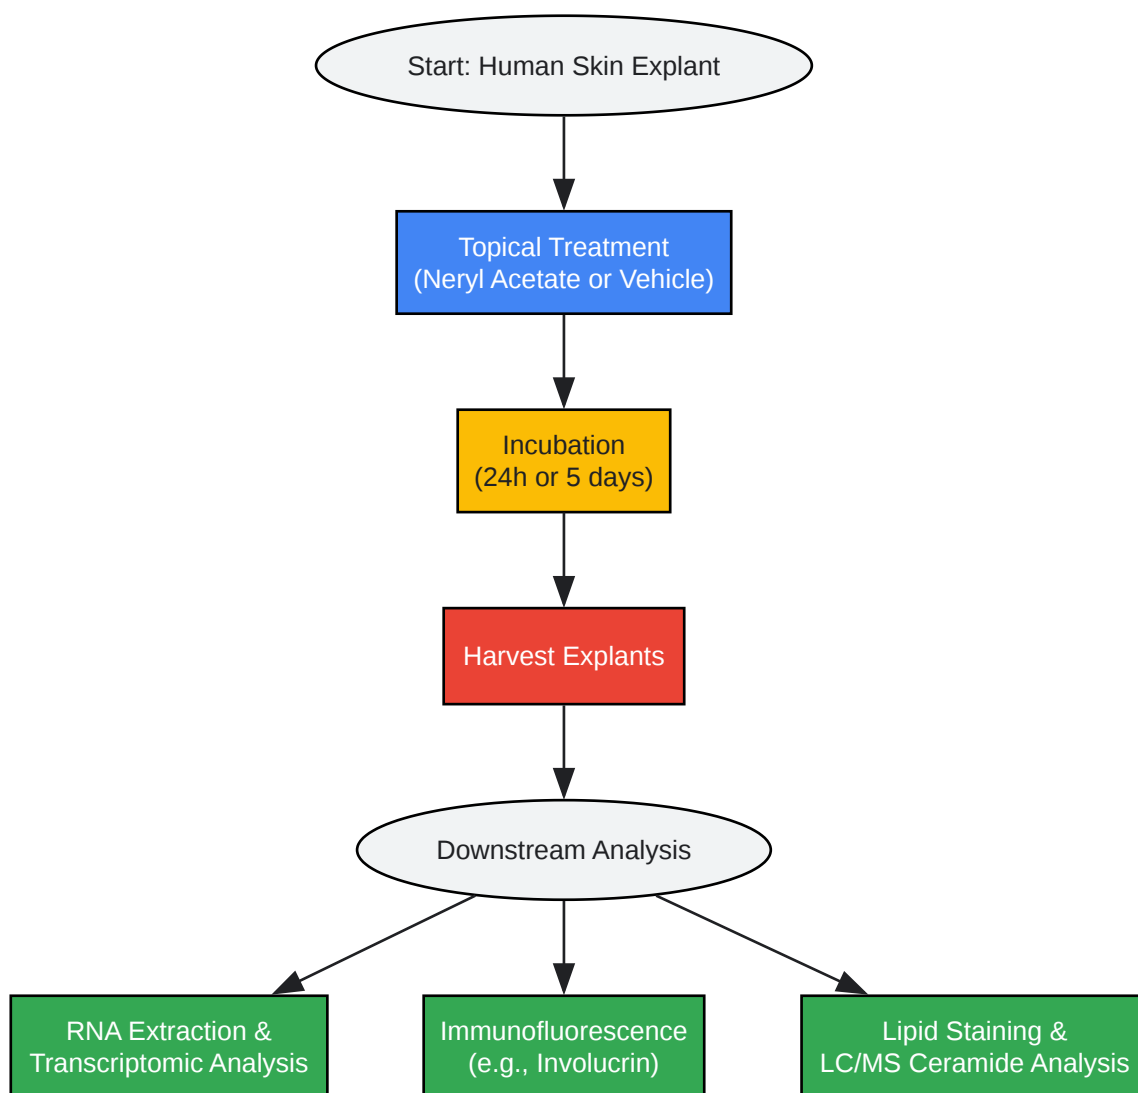 Start: Human Skin Explant
Topical Treatment
(Neryl Acetate or Vehicle)
Incubation
(24h or 5 days)
Harvest Explants
Downstream Analysis
RNA Extraction &
Transcriptomic Analysis
Immunofluorescence
(e.g., Involucrin)
Lipid Staining &
LC/MS Ceramide Analysis